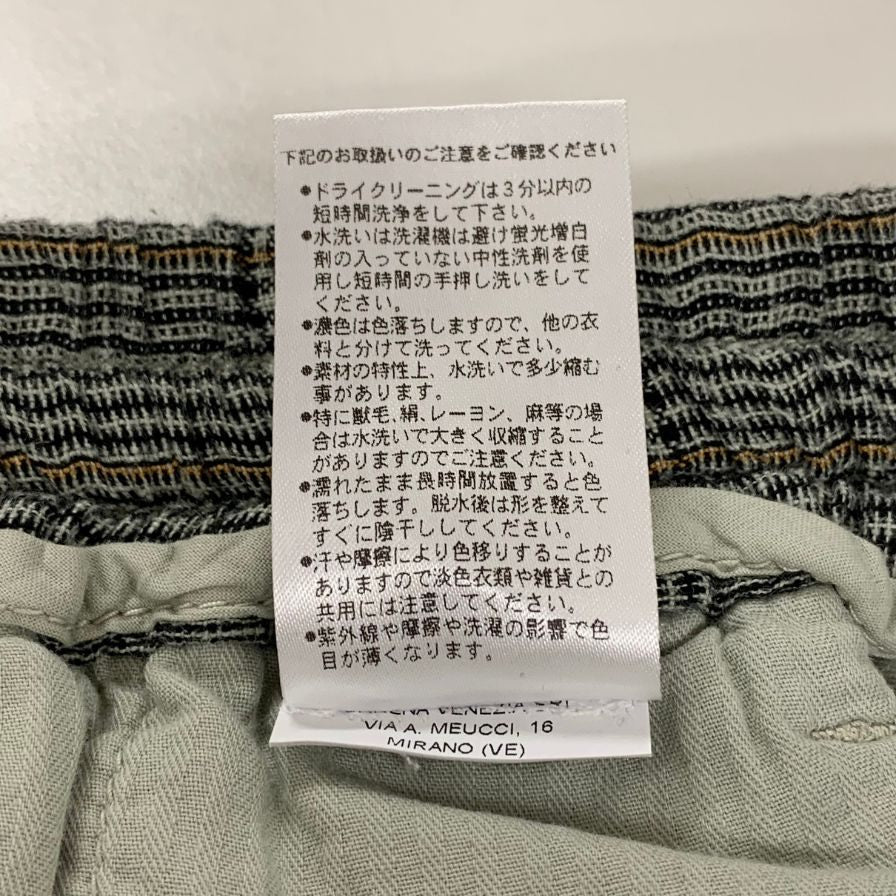 下記のお取扱いのご注意をご確認ください
●ドライクリーニングは3分以内の
短時間洗浄をして下さい。
●水洗いは洗濯機は避け蛍光増白
剤の入っていない中性洗剤を使
用し短時間の手押し洗いをして
ください。
●濃色は色落ちしますので、他の衣
料と分けて洗ってください。
●素材の特性上、水洗いで多少縮む
事があります。
●特に獣毛、絹、レーヨン、麻等の場
合は水洗いで大きく収縮すること
がありますのでご注意ください。
●濡れたまま長時間放置すると色
落ちします。脱水後は形を整えて
すぐに陰干ししてください。
●汗や摩擦により色移りすることが
ありますので淡色衣類や雑貨との
共用には注意してください。
●紫外線や摩擦や洗濯の影響で色
目が薄くなります。
VENEZIA SRL
VIA A. MEUCCI, 16
MIRANO (VE)